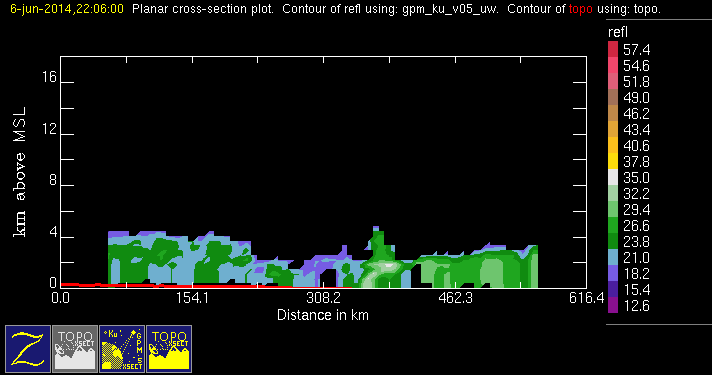 6-jun-2014,22:06:00 Planar cross-section plot. Contour of refl using: gpm_ku_v05_uw. Contour of topo using: topo.
refl
57.4
54.6
51.8
49.0
46.2
43.4
40.6
37.8
35.0
32.2
29.4
26.6
23.8
21.0
18.2
15.4
12.6
km above MSL
16
12
8
4
0
0.0 154.1 308.2 462.3 616.4
Distance in km
Z
TOPO
XSECT
"Ku"
GPM
XSECT
TOPO
XSECT